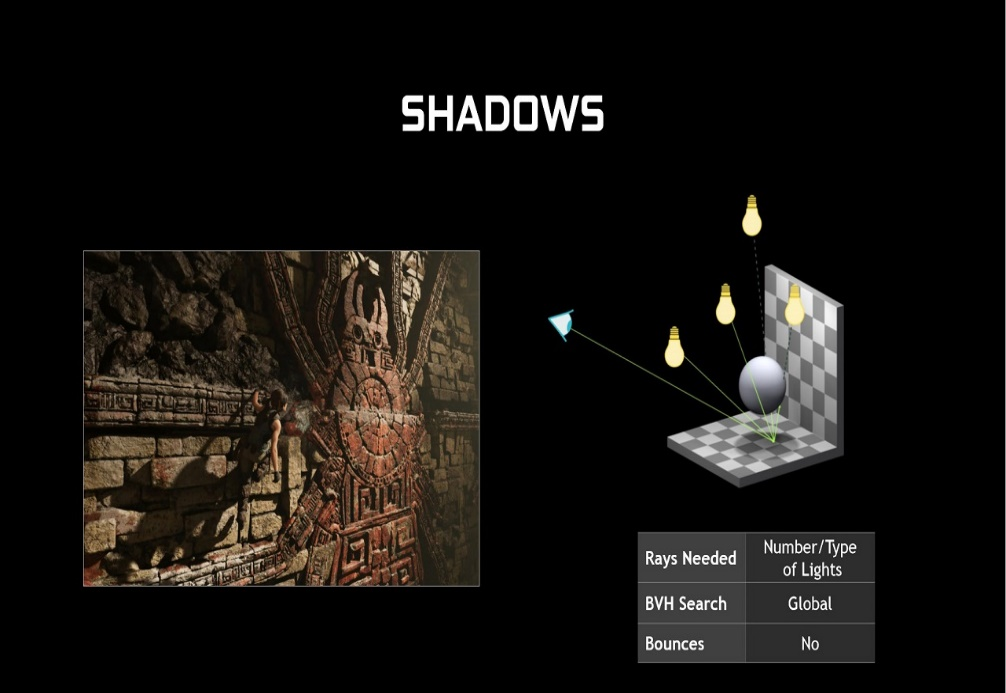 SHADOWS
Rays Needed
Number/Type
of Lights
BVH Search
Global
Bounces
No